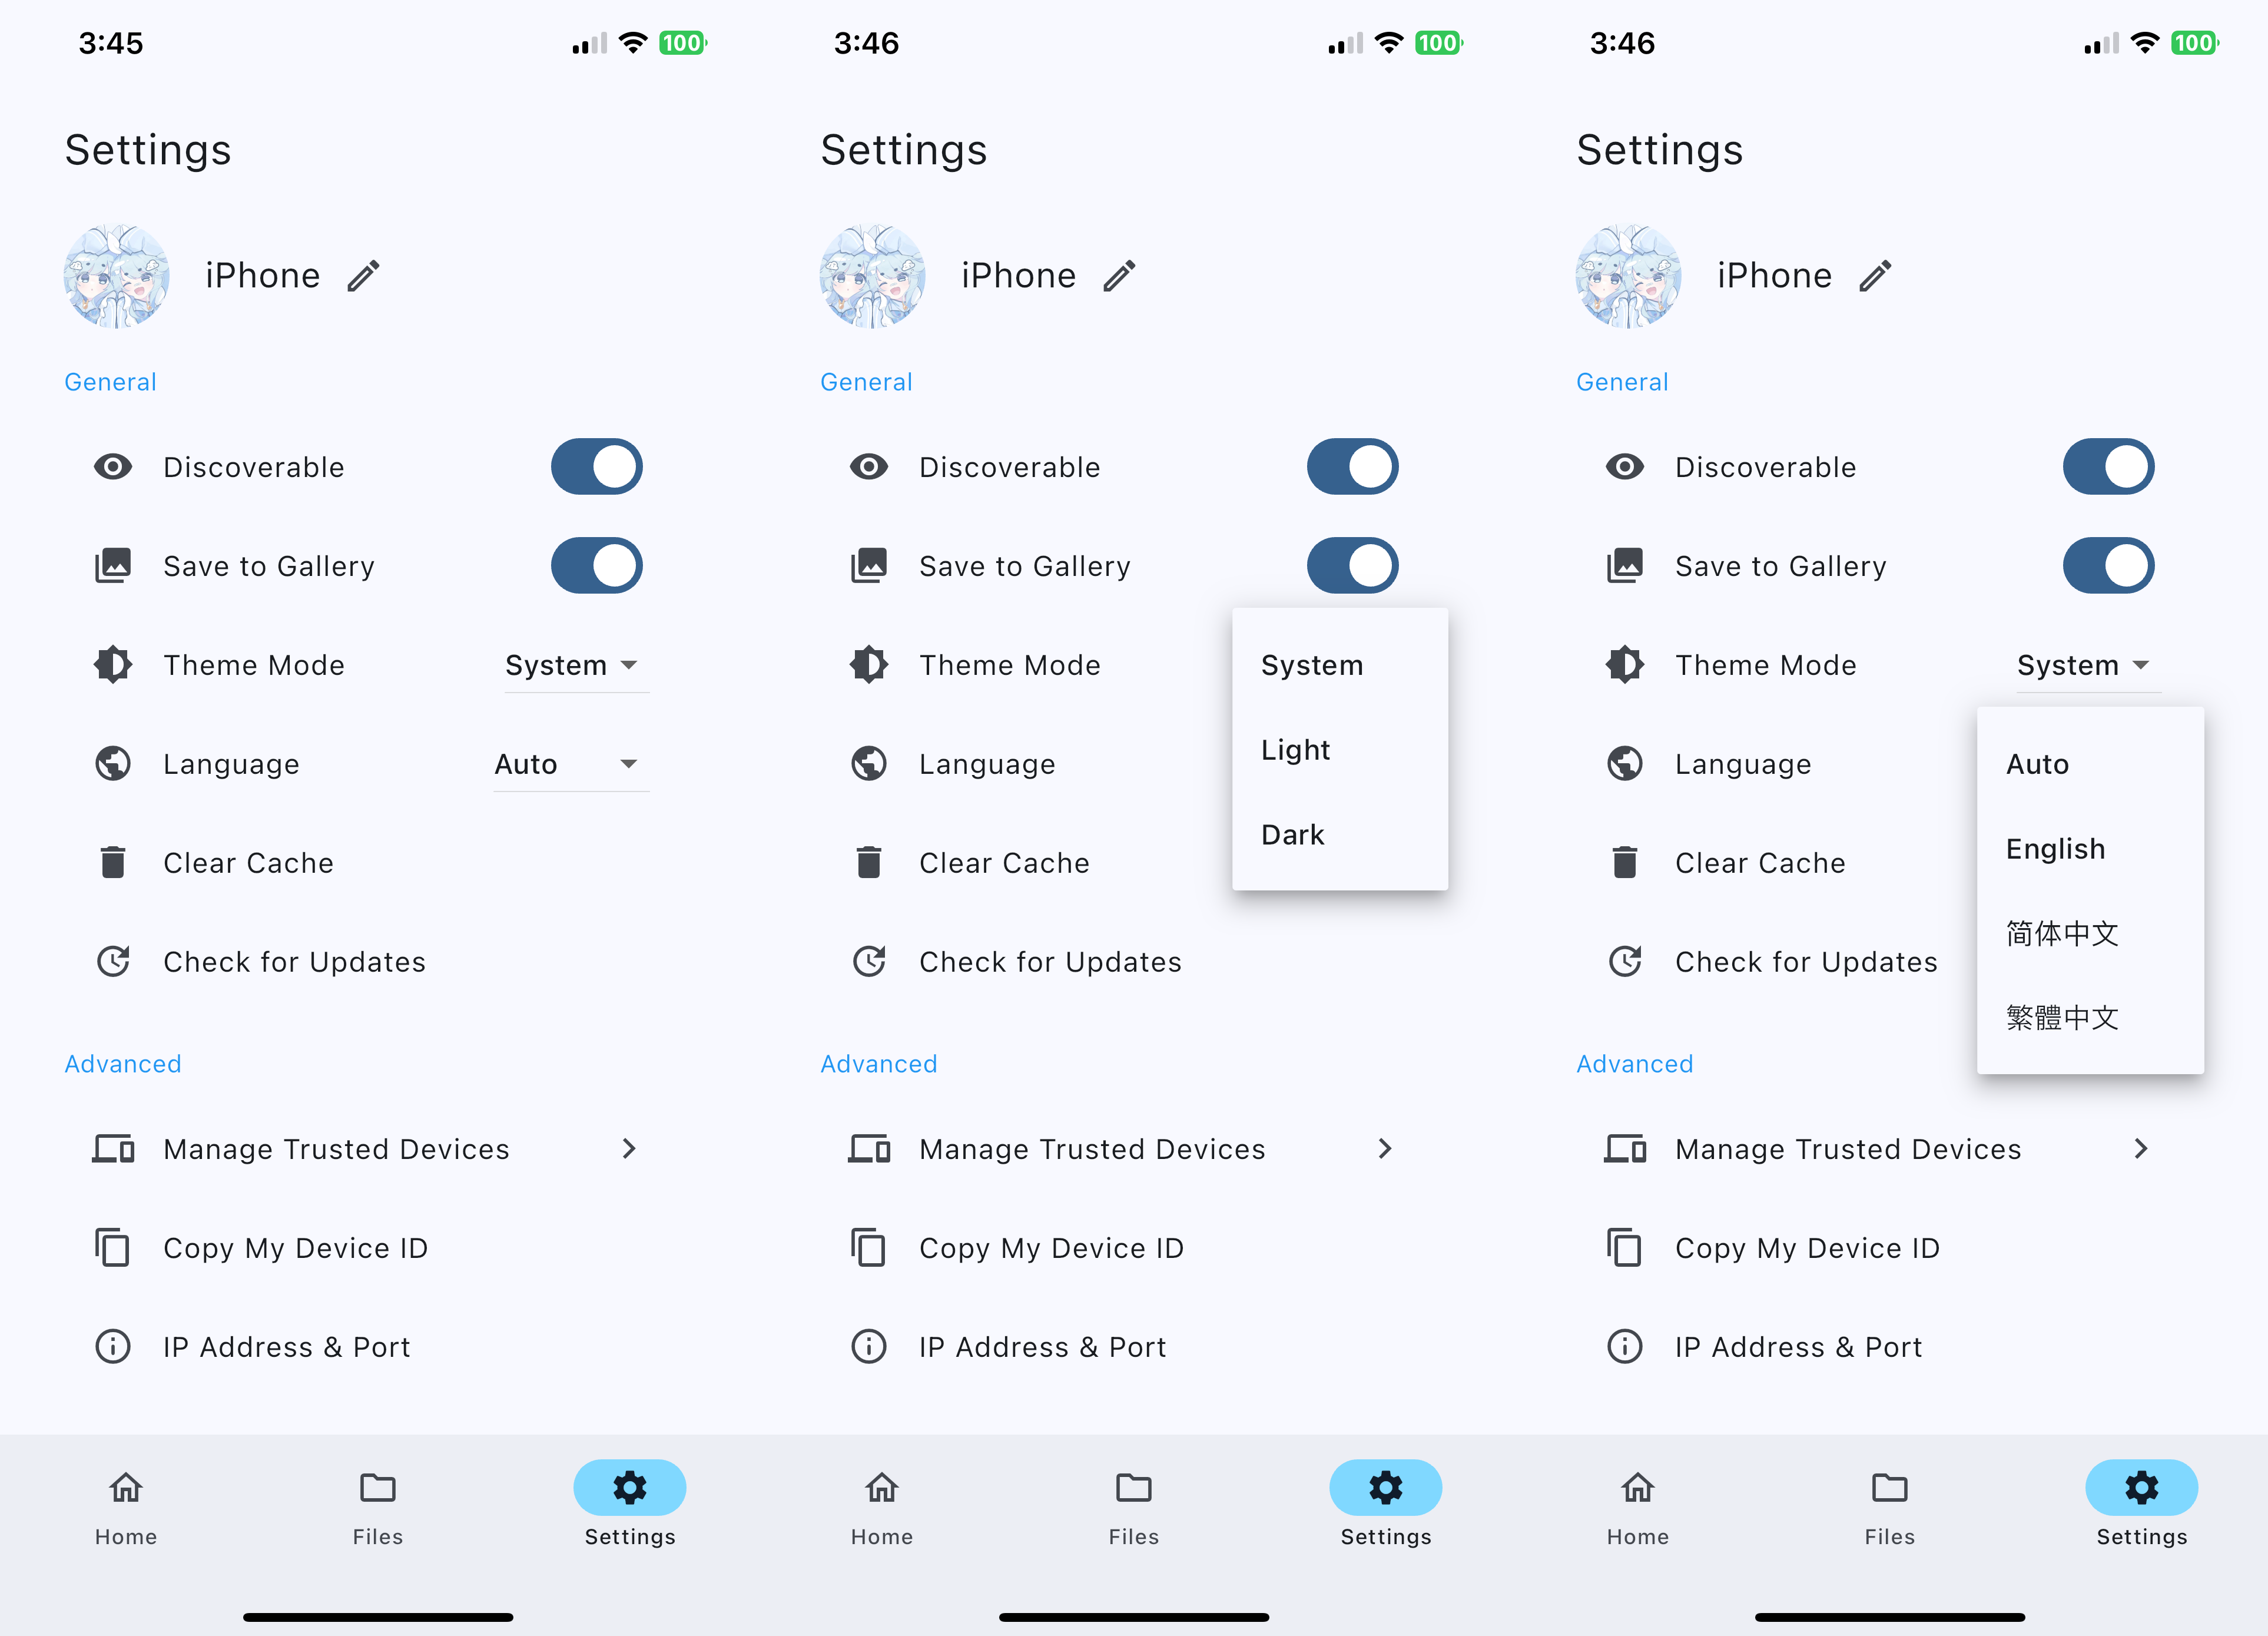 3:45
100
Settings
iPhone
General
Discoverable
Save to Gallery
Theme Mode
System
Language
Auto
Clear Cache
Check for Updates
Advanced
Manage Trusted Devices
Copy My Device ID
IP Address & Port
Home
Files
Settings
3:46
100
Settings
iPhone
General
Discoverable
Save to Gallery
Theme Mode
System
Language
Light
Dark
Clear Cache
Check for Updates
Advanced
Manage Trusted Devices
Copy My Device ID
IP Address & Port
Home
Files
Settings
3:46
100
Settings
iPhone
General
Discoverable
Save to Gallery
Theme Mode
System
Language
Auto
English
简体中文
繁體中文
Clear Cache
Check for Updates
Advanced
Manage Trusted Devices
Copy My Device ID
IP Address & Port
Home
Files
Settings